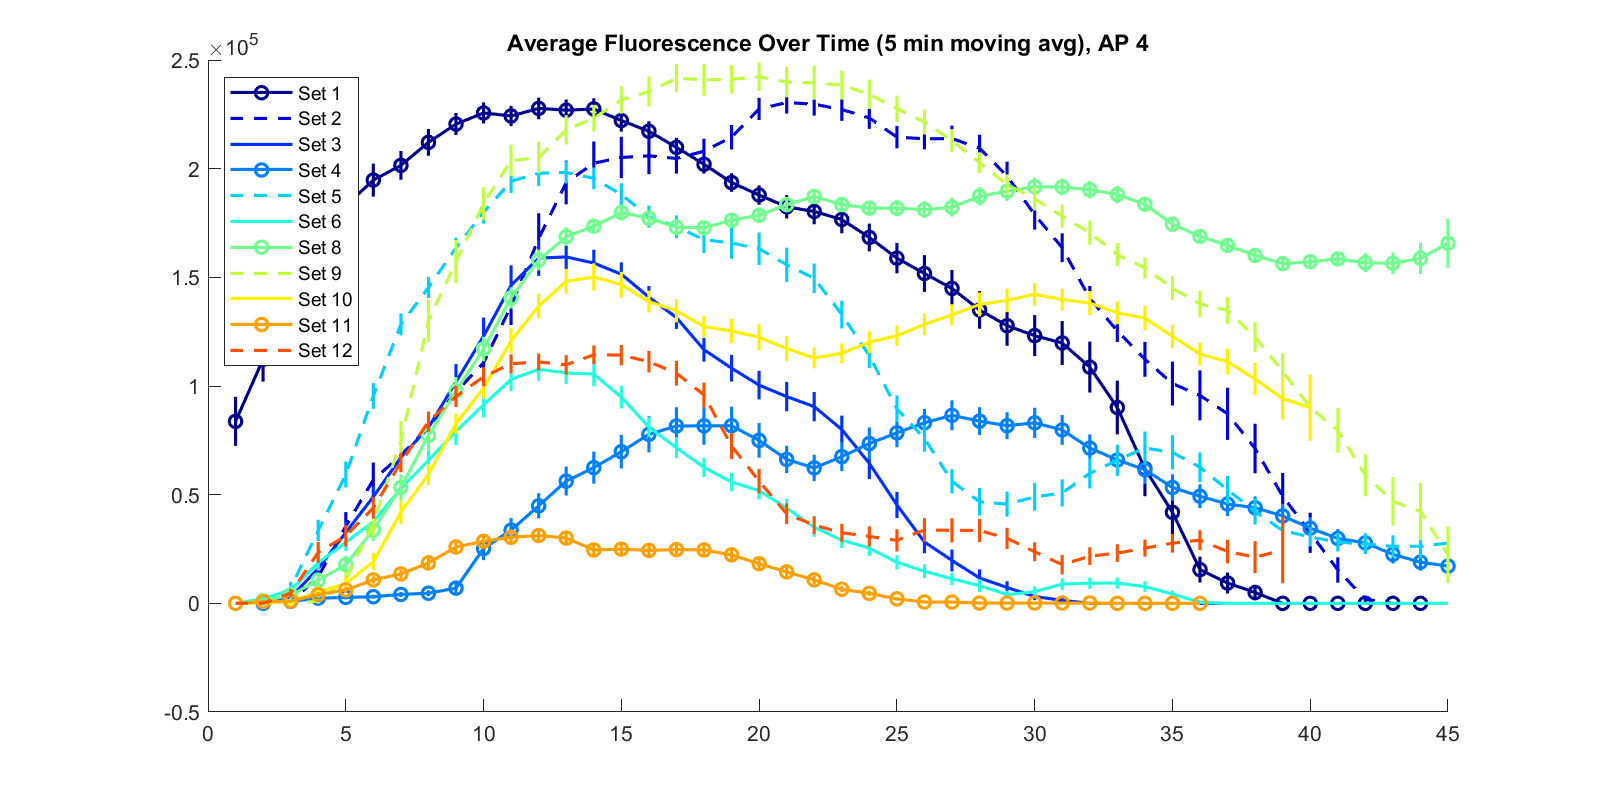 Average Fluorescence Over Time (5 min moving avg), AP 4
×10⁵
2.5
2
1.5
1
0.5
0
-0.5
Set 1
Set 2
Set 3
Set 4
Set 5
Set 6
Set 8
Set 9
Set 10
Set 11
Set 12
0 5 10 15 20 25 30 35 40 45